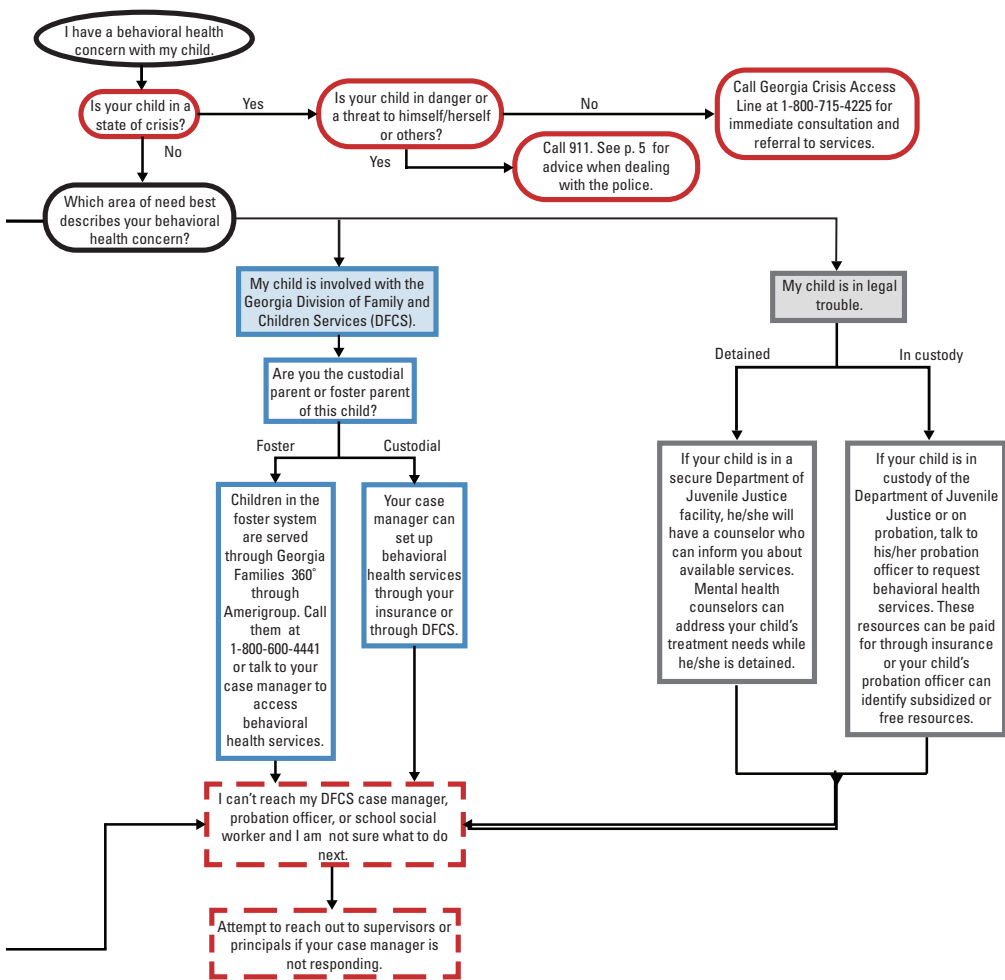 I have a behavioral health
concern with my child.
Is your child in a
state of crisis?
Yes
Is your child in danger or
a threat to himself/herself
or others?
No
Call Georgia Crisis Access
Line at 1-800-715-4225 for
immediate consultation and
referral to services.
Yes
Call 911. See p. 5 for
advice when dealing
with the police.
No
Which area of need best
describes your behavioral
health concern?
My child is involved with the
Georgia Division of Family and
Children Services (DFCS).
My child is in legal
trouble.
Are you the custodial
parent or foster parent
of this child?
Detained
In custody
Foster
Custodial
Children in the
foster system
are served
through Georgia
Families 360°
through
Amerigroup. Call
them at
1-800-600-4441
or talk to your
case manager to
access
behavioral
health services.
Your case
manager can
set up
behavioral
health services
through your
insurance or
through DFCS.
If your child is in a
secure Department of
Juvenile Justice
facility, he/she will
have a counselor who
can inform you about
available services.
Mental health
counselors can
address your child's
treatment needs while
he/she is detained.
If your child is in
custody of the
Department of Juvenile
Justice or on
probation, talk to
his/her probation
officer to request
behavioral health
services. These
resources can be paid
for through insurance
or your child's
probation officer can
identify subsidized or
free resources.
I can't reach my DFCS case manager,
probation officer, or school social
worker and I am not sure what to do
next.
Attempt to reach out to supervisors or
principals if your case manager is
not responding.